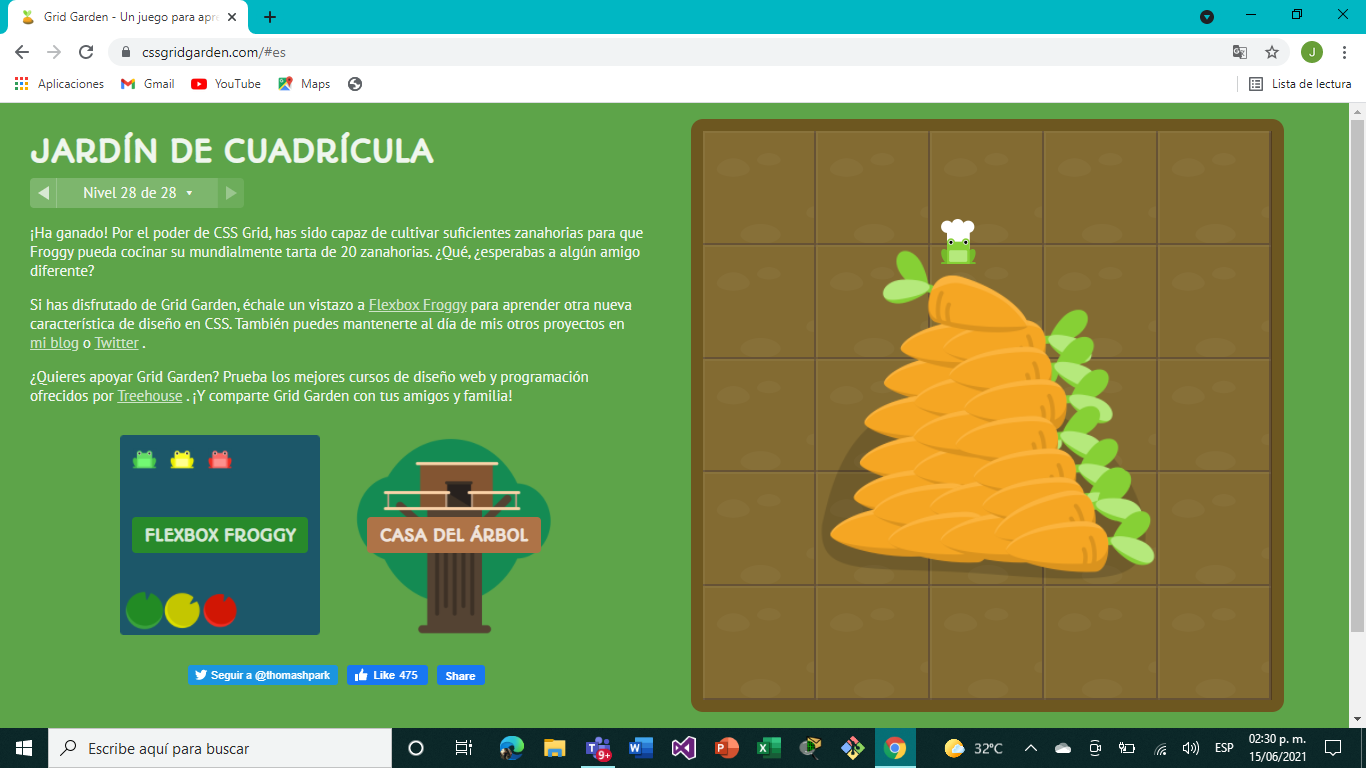 Grid Garden - Un juego para apre
cssgridgarden.com/#es
J
Aplicaciones
Gmail
YouTube
Maps
Lista de lectura
JARDÍN DE CUADRÍCULA
Nivel 28 de 28
¡Ha ganado! Por el poder de CSS Grid, has sido capaz de cultivar suficientes zanahorias para que
Froggy pueda cocinar su mundialmente tarta de 20 zanahorias. ¿Qué, ¿esperabas a algún amigo
diferente?
Si has disfrutado de Grid Garden, échale un vistazo a Flexbox Froggy para aprender otra nueva
característica de diseño en CSS. También puedes mantenerte al día de mis otros proyectos en
mi blog o Twitter .
¿Quieres apoyar Grid Garden? Prueba los mejores cursos de diseño web y programación
ofrecidos por Treehouse . ¡Y comparte Grid Garden con tus amigos y familia!
FLEXBOX FROGGY
CASA DEL ÁRBOL
Seguir a @thomashpark
Like 475
Share
Escribe aquí para buscar
9+
32°C
ESP
02:30 p. m.
15/06/2021